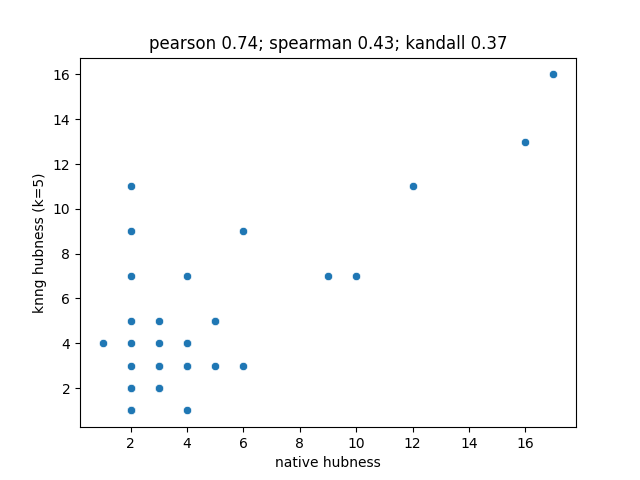 pearson 0.74; spearman 0.43; kandall 0.37
16
14
12
10
8
6
4
2
knng hubness (k=5)
2 4 6 8 10 12 14 16
native hubness